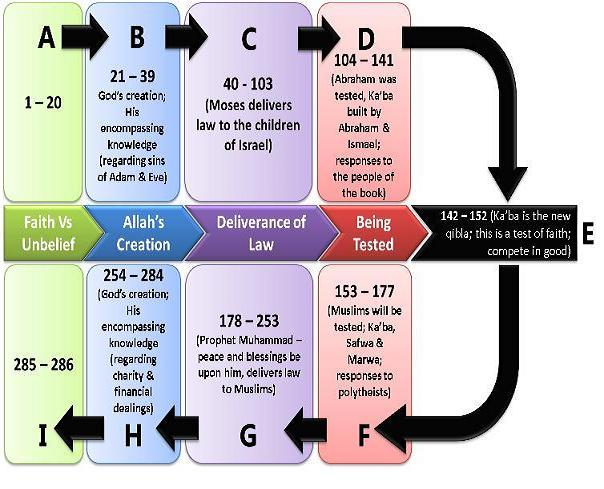 A
1 – 20
B
21 – 39
God's creation;
His
encompassing
knowledge
(regarding sins
of Adam & Eve)
C
40 - 103
(Moses delivers
law to the children
of Israel)
D
104 – 141
(Abraham was
tested, Ka'ba
built by
Abraham &
Ismael;
responses to
the people of
the book)
Faith Vs
Unbelief
Allah's
Creation
Deliverance of
Law
Being
Tested
142 – 152 (Ka'ba is the new
qibla; this is a test of faith;
compete in good)
E
285 – 286
I
254 – 284
(God's creation;
His
encompassing
knowledge
(regarding
charity &
financial
dealings)
H
178 – 253
(Prophet Muhammad –
peace and blessings be
upon him, delivers law
to Muslims)
G
153 – 177
(Muslims will be
tested; Ka'ba,
Safwa &
Marwa;
responses to
polytheists)
F